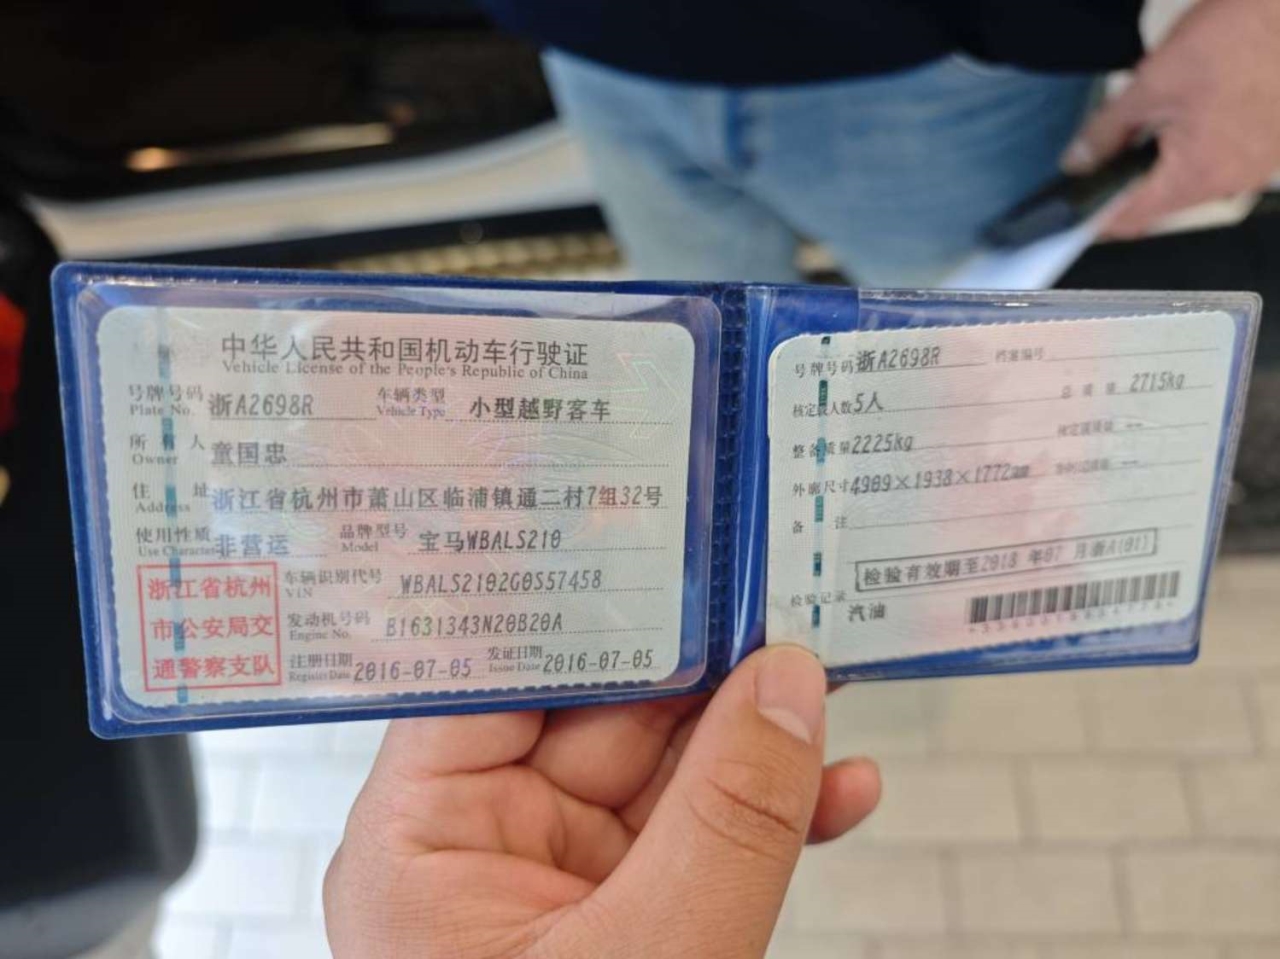 中华人民共和国机动车行驶证
Vehicle License of the People's Republic of China
号牌号码 浙A2698R 车辆类型 小型越野客车
Plate No. Vehicle Type
所有人 童国忠
Owner
住址 浙江省杭州市萧山区临浦镇通二村7组32号
Address
使用性质 非营运 品牌型号 宝马WBALS210
Use Character Model
浙江省杭州
市公安局交
通警察支队
车辆识别代号 WBALS2102G0S57458
VIN
发动机号码 B1631343N20B20A
Engine No.
注册日期 2016-07-05 发证日期 2016-07-05
Register Date Issue Date
号牌号码 浙A2698R 档案编号
核定载人数 5人 总质量 2715kg
整备质量 2225kg 核定载质量 --
外廓尺寸 4909×1938×1772mm --
备注
检验有效期至2018年07月浙A(01)
检验记录
汽油